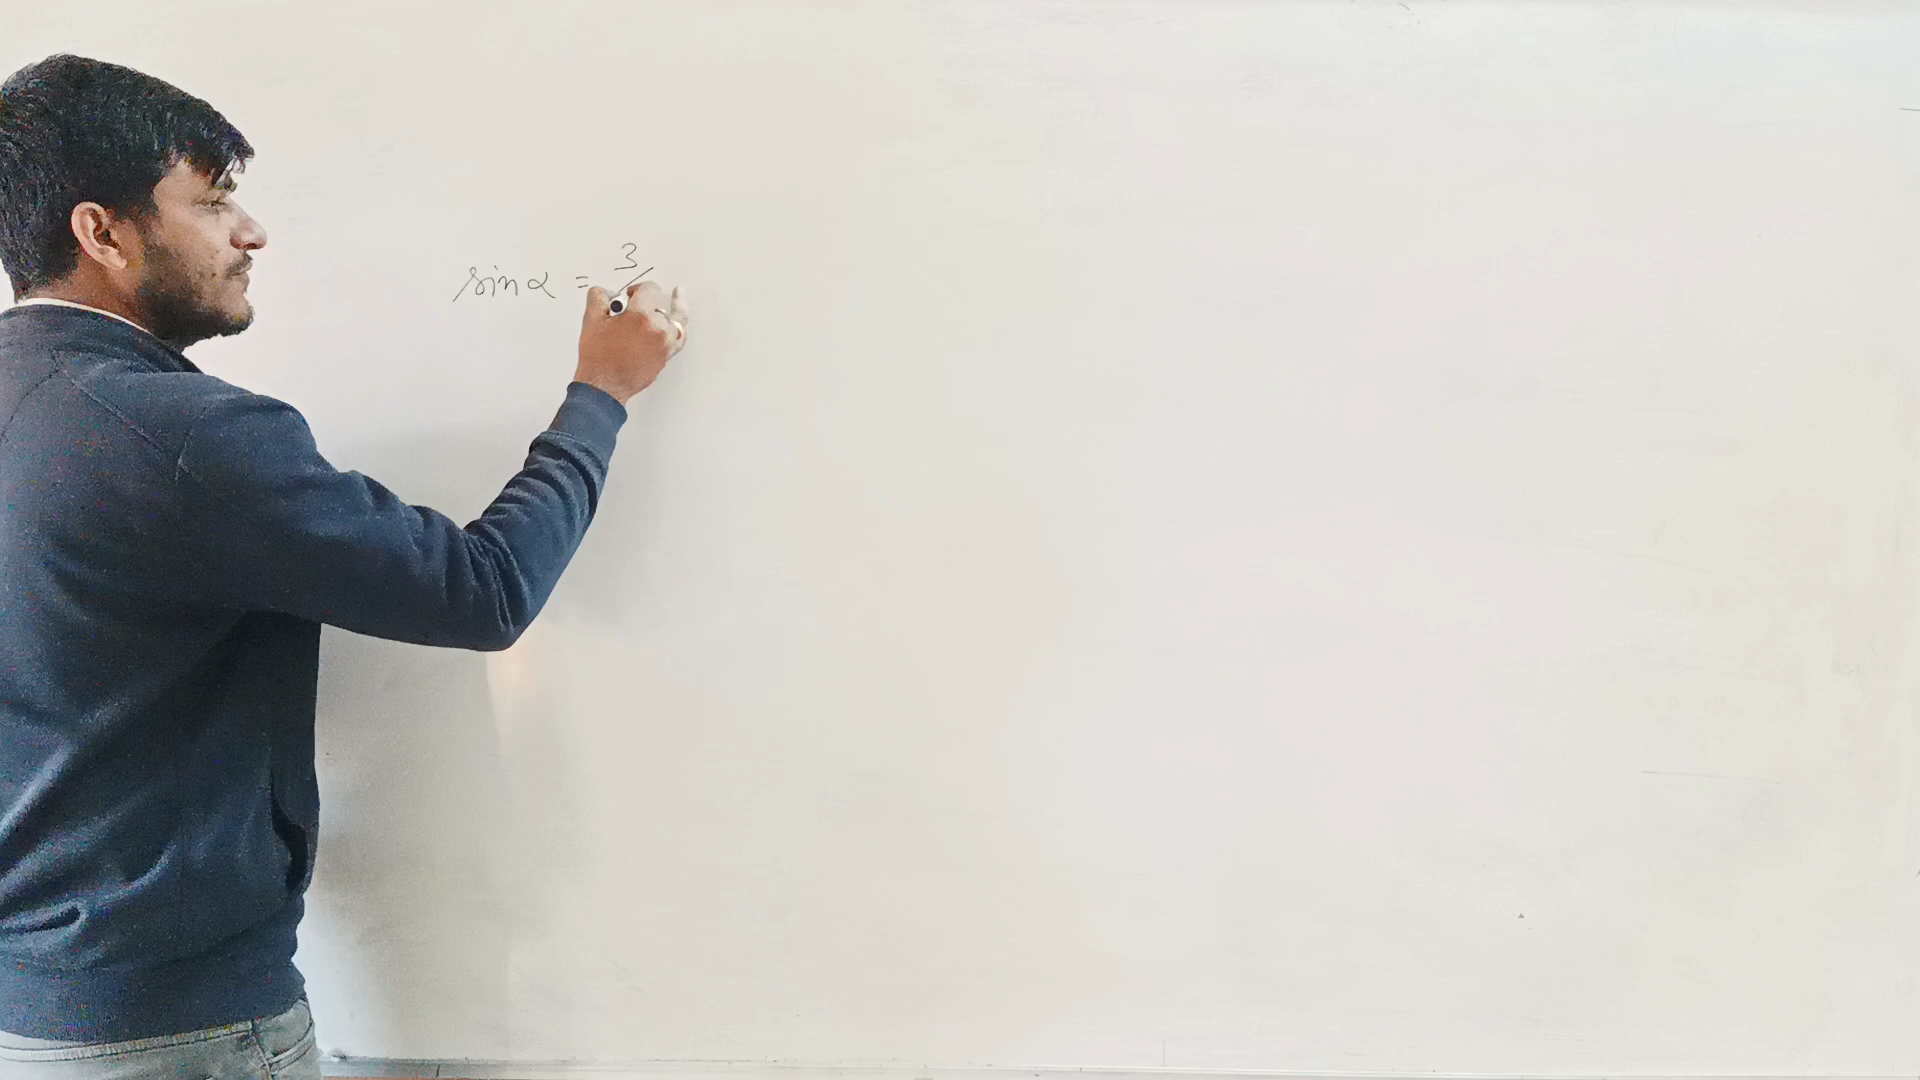 sin α = 3/